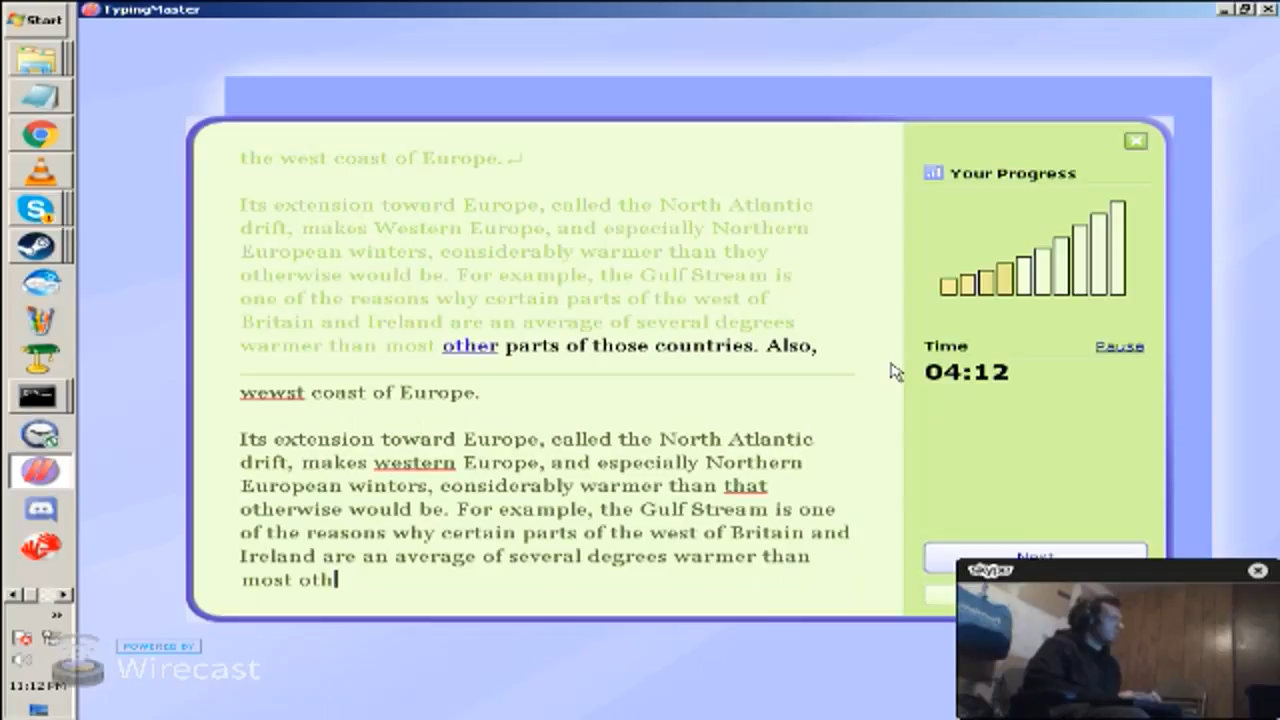 Start
TypingMaster
the west coast of Europe.
Its extension toward Europe, called the North Atlantic
drift, makes Western Europe, and especially Northern
European winters, considerably warmer than they
otherwise would be. For example, the Gulf Stream is
one of the reasons why certain parts of the west of
Britain and Ireland are an average of several degrees
warmer than most other parts of those countries. Also,
wewst coast of Europe.
Its extension toward Europe, called the North Atlantic
drift, makes western Europe, and especially Northern
European winters, considerably warmer than that
otherwise would be. For example, the Gulf Stream is one
of the reasons why certain parts of the west of Britain and
Ireland are an average of several degrees warmer than
most oth
Your Progress
Time
Pause
04:12
Next
skype
POWERED BY
Wirecast
11:12 PM